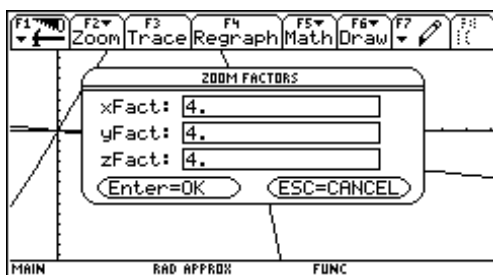 F1 F2 F3 F4 F5 F6 F7
Zoom Trace Regraph Math Draw
ZOOM FACTORS
xFact: 4.
yFact: 4.
zFact: 4.
Enter=OK ESC=CANCEL
MAIN RAD APPROX FUNC